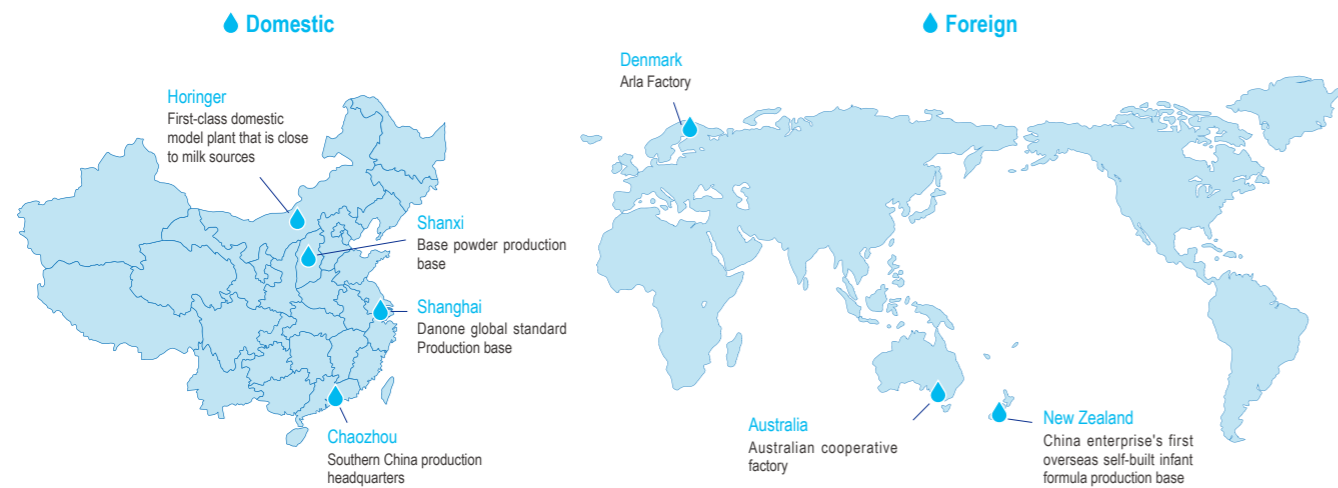 Domestic
Horinger
First-class domestic
model plant that is close
to milk sources
Shanxi
Base powder production
base
Shanghai
Danone global standard
Production base
Chaozhou
Southern China production
headquarters
Foreign
Denmark
Arla Factory
Australia
Australian cooperative
factory
New Zealand
China enterprise's first
overseas self-built infant
formula production base